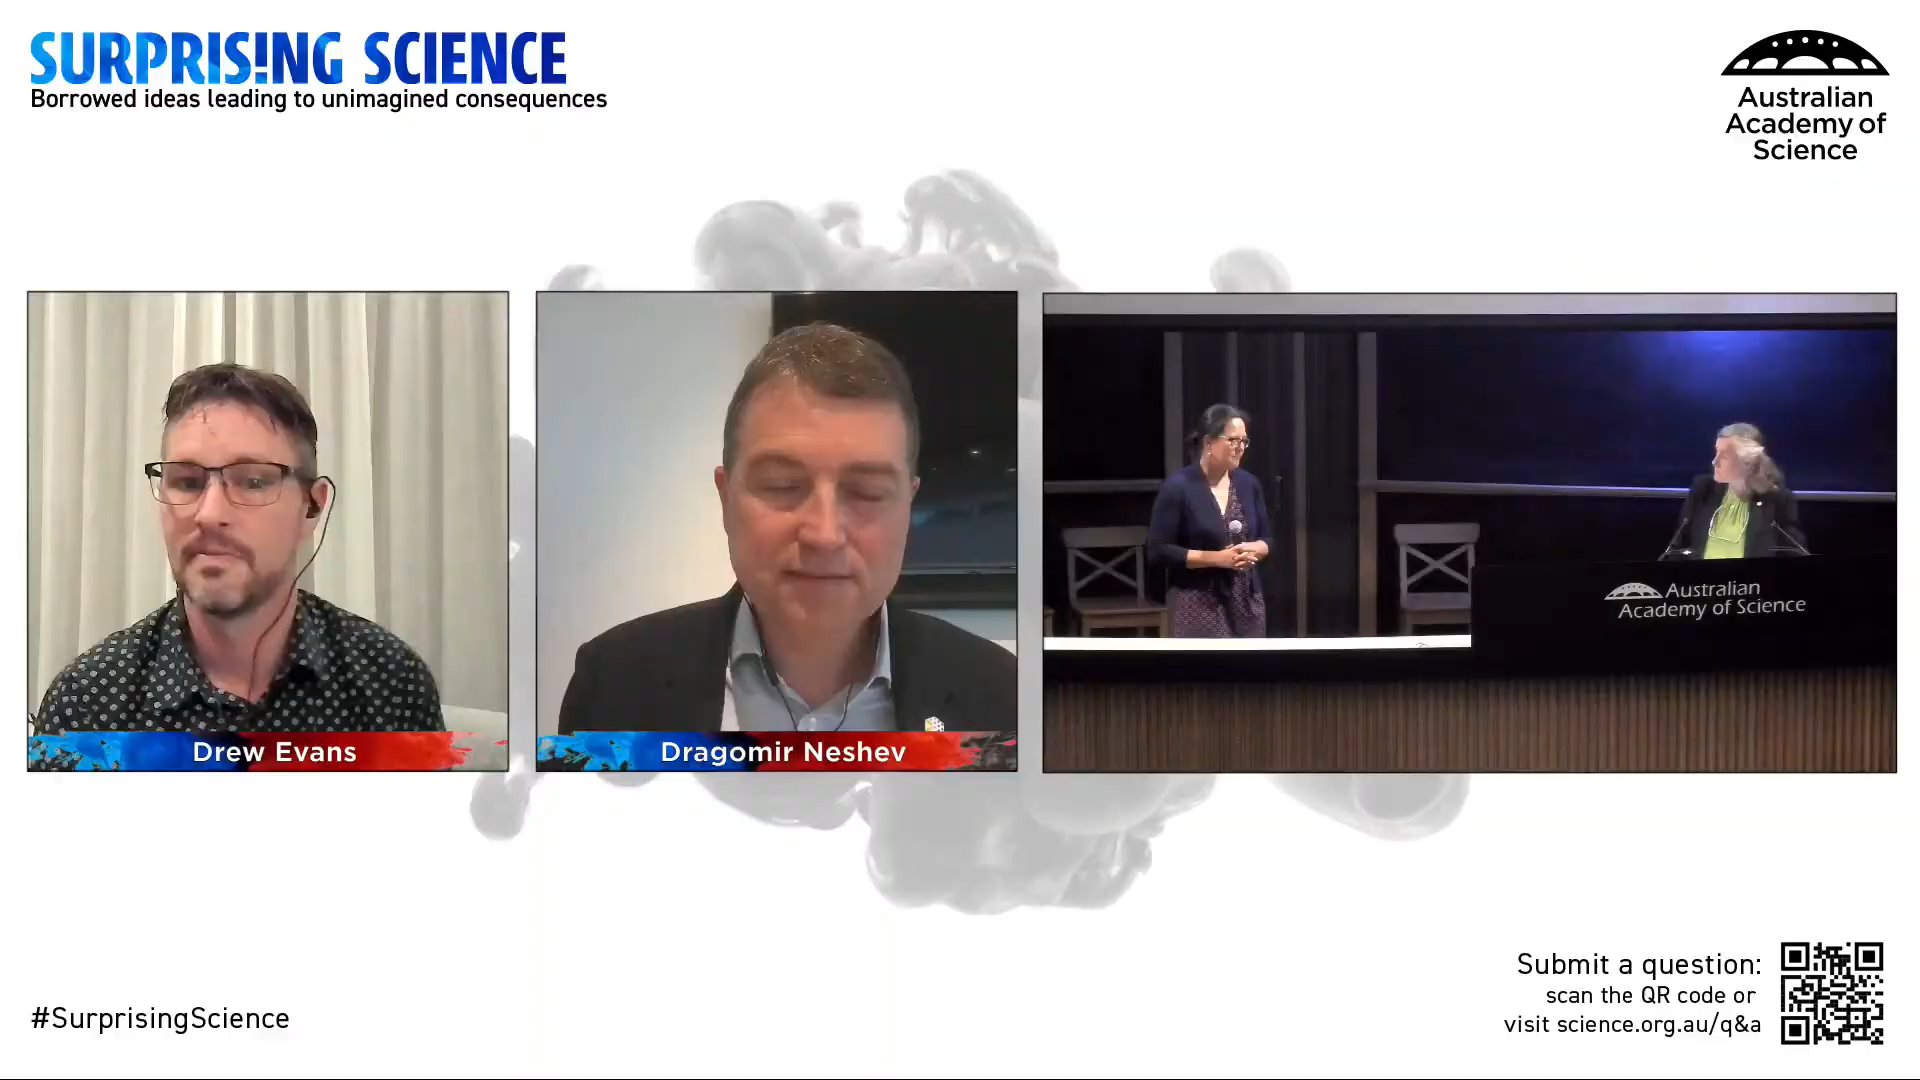 SURPRIS!NG SCIENCE
Borrowed ideas leading to unimagined consequences
Australian
Academy of
Science
Drew Evans
Dragomir Neshev
Australian
Academy of Science
#SurprisingScience
Submit a question:
scan the QR code or
visit science.org.au/q&a